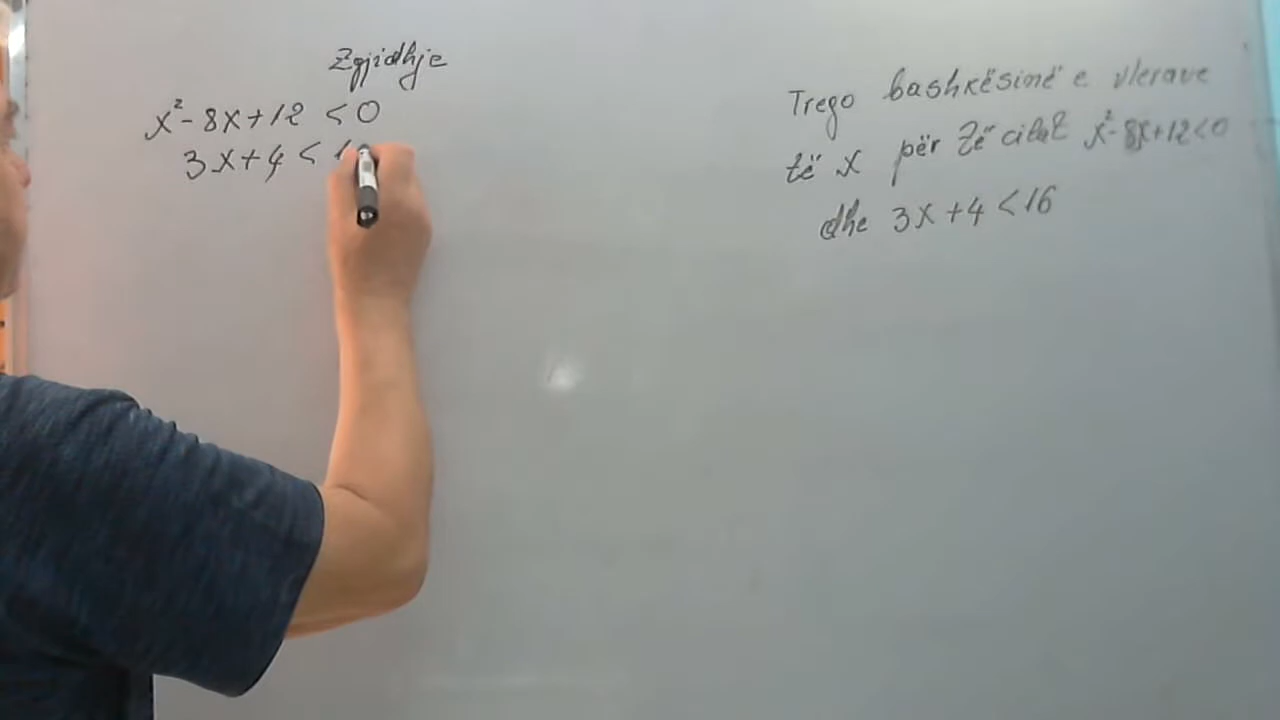 Zgjidhje
x² - 8x + 12 < 0
3x + 4 < 1
Trego bashkësinë e vlerave
të x për të cilat x² - 8x + 12 < 0
dhe 3x + 4 < 16